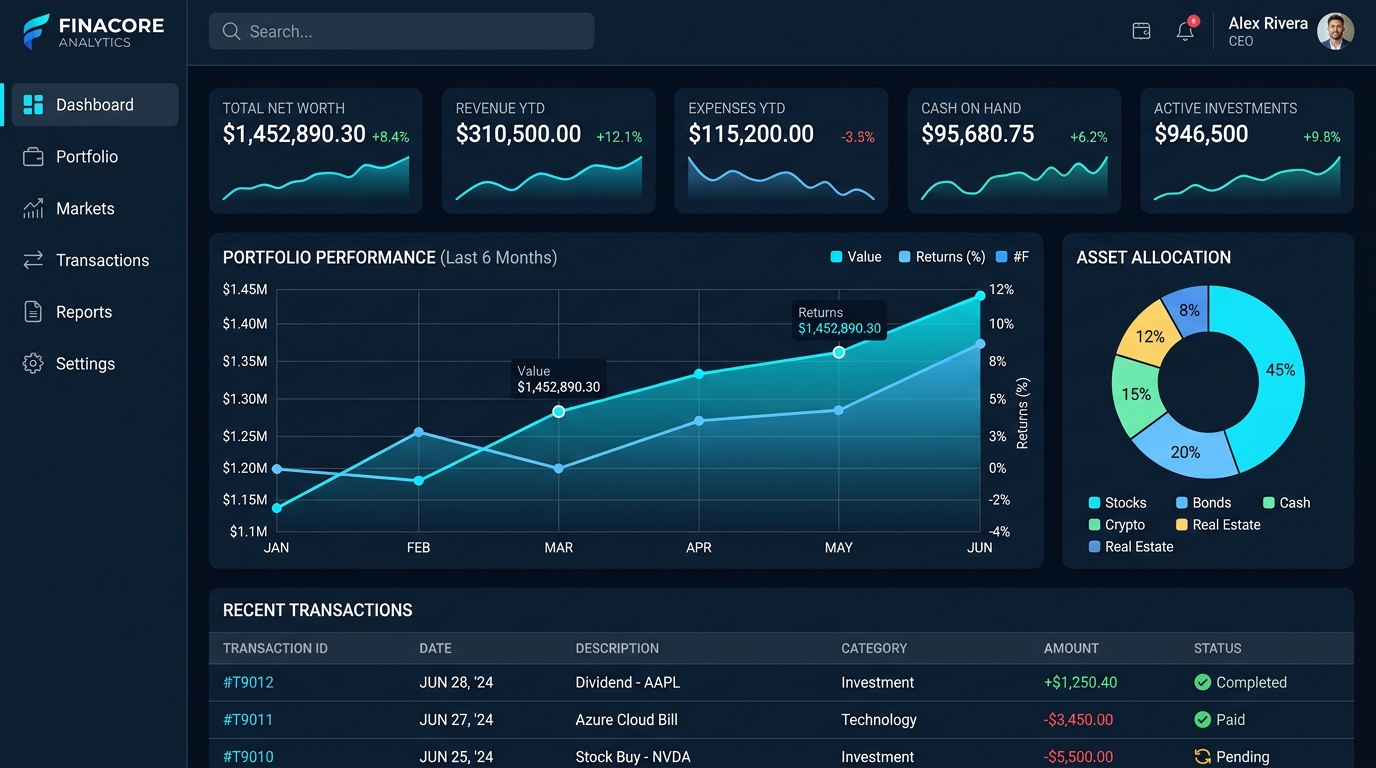 FINACORE
ANALYTICS
Search...
Alex Rivera
CEO
Dashboard
Portfolio
Markets
Transactions
Reports
Settings
TOTAL NET WORTH
$1,452,890.30 +8.4%
REVENUE YTD
$310,500.00 +12.1%
EXPENSES YTD
$115,200.00 -3.5%
CASH ON HAND
$95,680.75 +6.2%
ACTIVE INVESTMENTS
$946,500 +9.8%
PORTFOLIO PERFORMANCE (Last 6 Months)
Value Returns (%) #F
$1.45M
$1.40M
$1.35M
$1.30M
$1.25M
$1.20M
$1.15M
$1.1M
Value
$1,452,890.30
Returns
$1,452,890.30
12%
10%
8%
5%
3%
0%
-2%
-4%
Returns (%)
JAN FEB MAR APR MAY JUN
ASSET ALLOCATION
8%
12%
45%
15%
20%
Stocks Bonds Cash
Crypto Real Estate
Real Estate
RECENT TRANSACTIONS
TRANSACTION ID DATE DESCRIPTION CATEGORY AMOUNT STATUS
#T9012 JUN 28, '24 Dividend - AAPL Investment +$1,250.40 Completed
#T9011 JUN 27, '24 Azure Cloud Bill Technology -$3,450.00 Paid
#T9010 JUN 25, '24 Stock Buy - NVDA Investment -$5,500.00 Pending